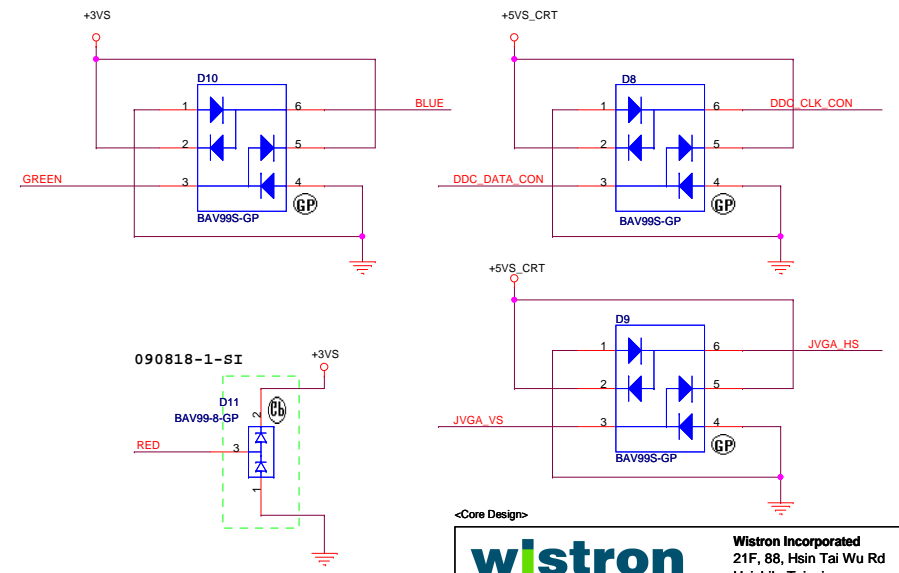 +3VS
D10
1
6
BLUE
2
5
GREEN
3
4
GP
BAV99S-GP
+5VS_CRT
D8
1
6
DDC_CLK_CON
2
5
DDC_DATA_CON
3
4
GP
BAV99S-GP
+5VS_CRT
D9
1
6
JVGA_HS
2
5
JVGA_VS
3
4
GP
BAV99S-GP
090818-1-SI
+3VS
D11
BAV99-8-GP
2
GP
RED
3
1
<Core Design>
wistron
Wistron Incorporated
21F, 88, Hsin Tai Wu Rd